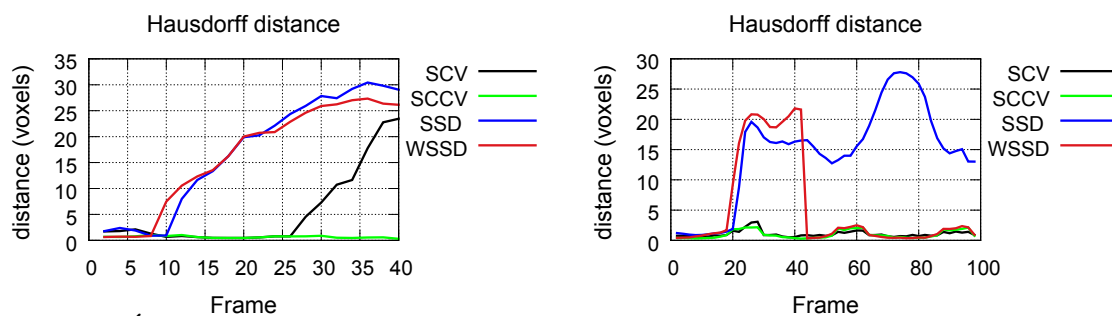 Hausdorff distance
distance (voxels)
35
30
25
20
15
10
5
0
0 5 10 15 20 25 30 35 40
Frame
SCV
SCCV
SSD
WSSD
Hausdorff distance
distance (voxels)
30
25
20
15
10
5
0
0 20 40 60 80 100
Frame
SCV
SCCV
SSD
WSSD